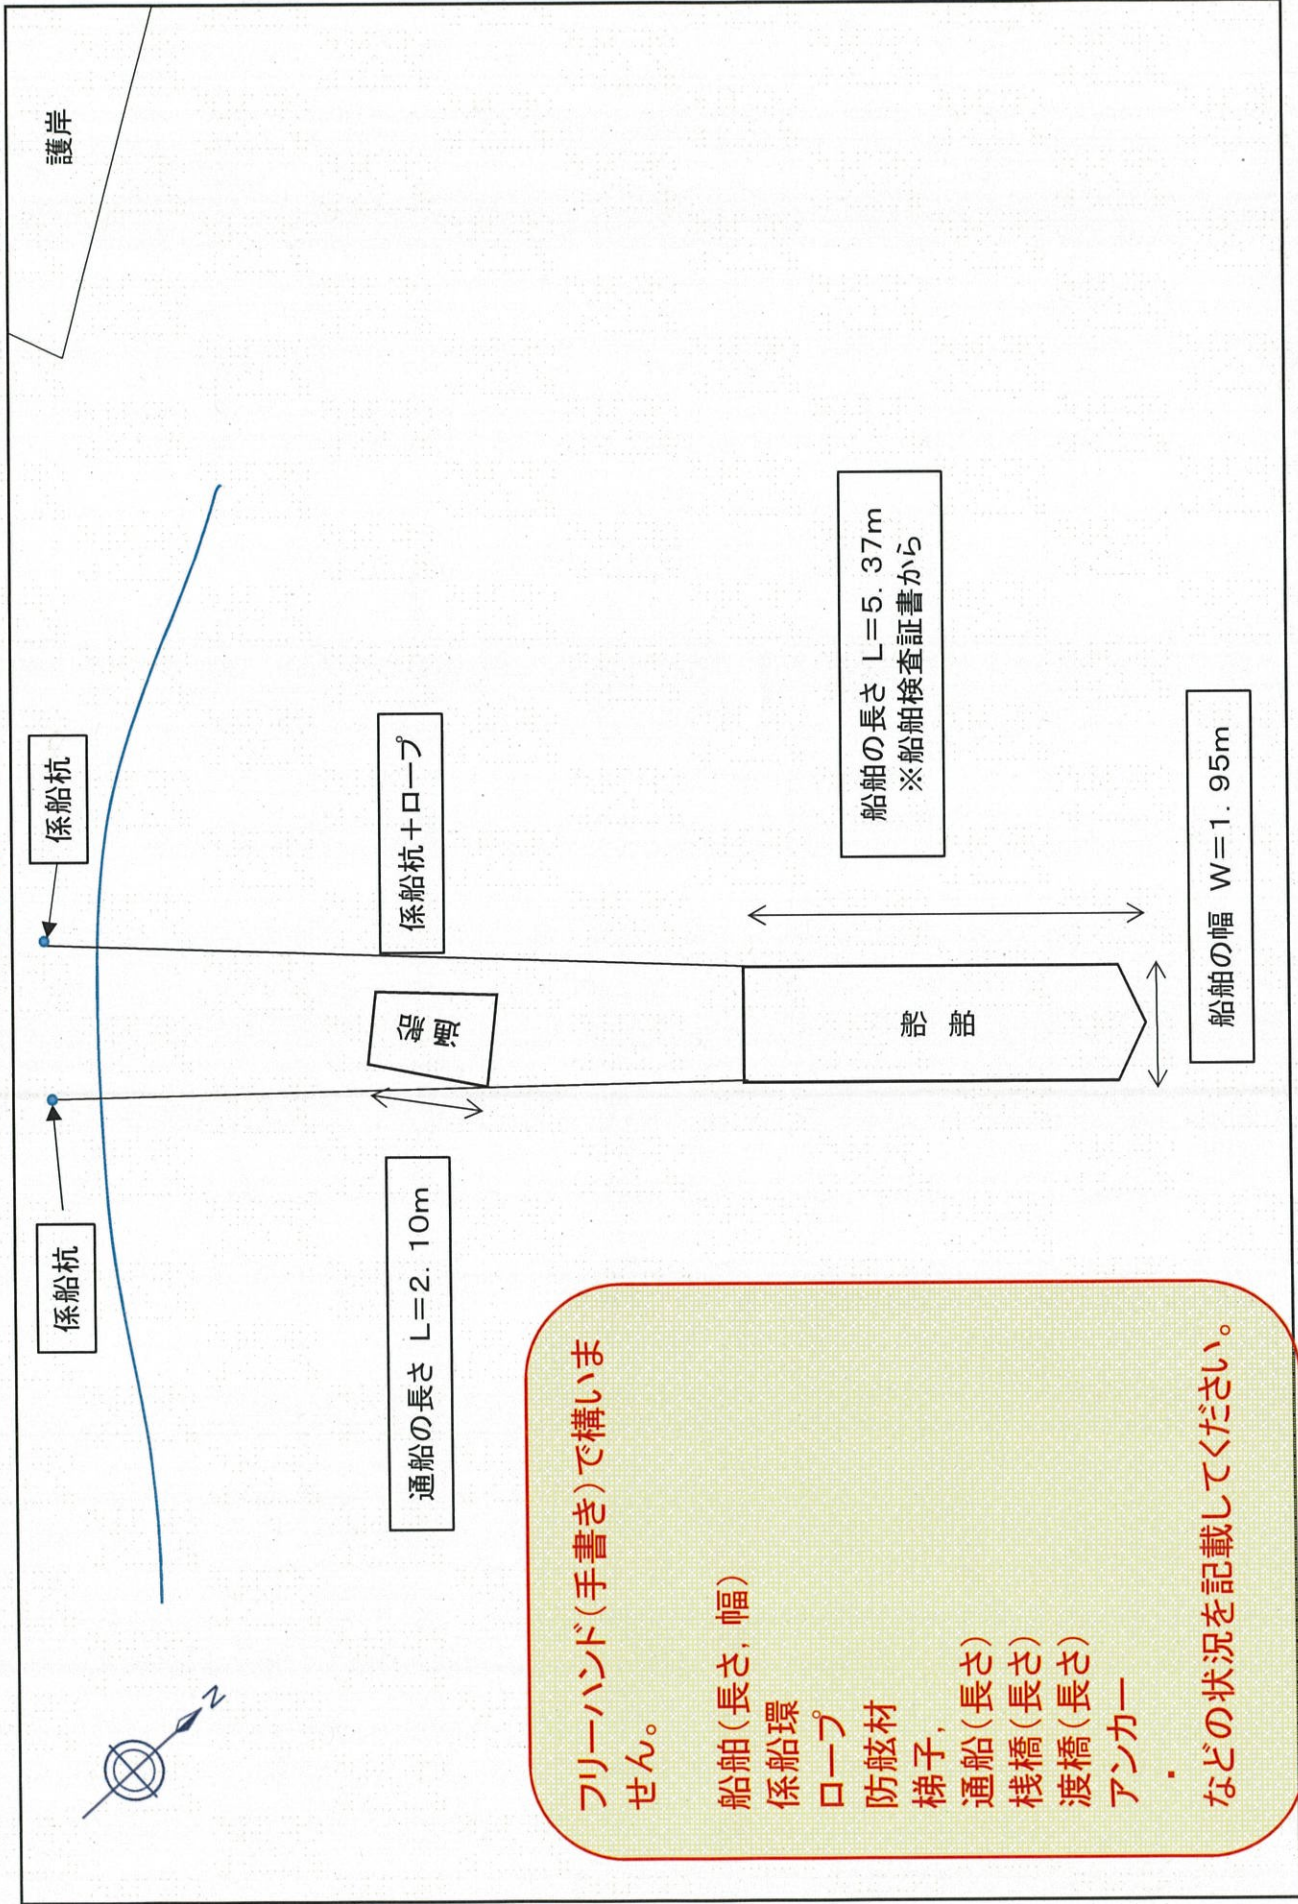 係船杭
係船杭
護岸
N
通船の長さ L=2.10m
通船
係船杭+ロープ
船舶
船舶の長さ L=5.37m
※船舶検査証書から
船舶の幅 W=1.95m
フリーハンド(手書き)で構いま
せん。
船舶(長さ,幅)
係船環
ロープ
防舷材
梯子,
通船(長さ)
桟橋(長さ)
渡橋(長さ)
アンカー
・
などの状況を記載してください。